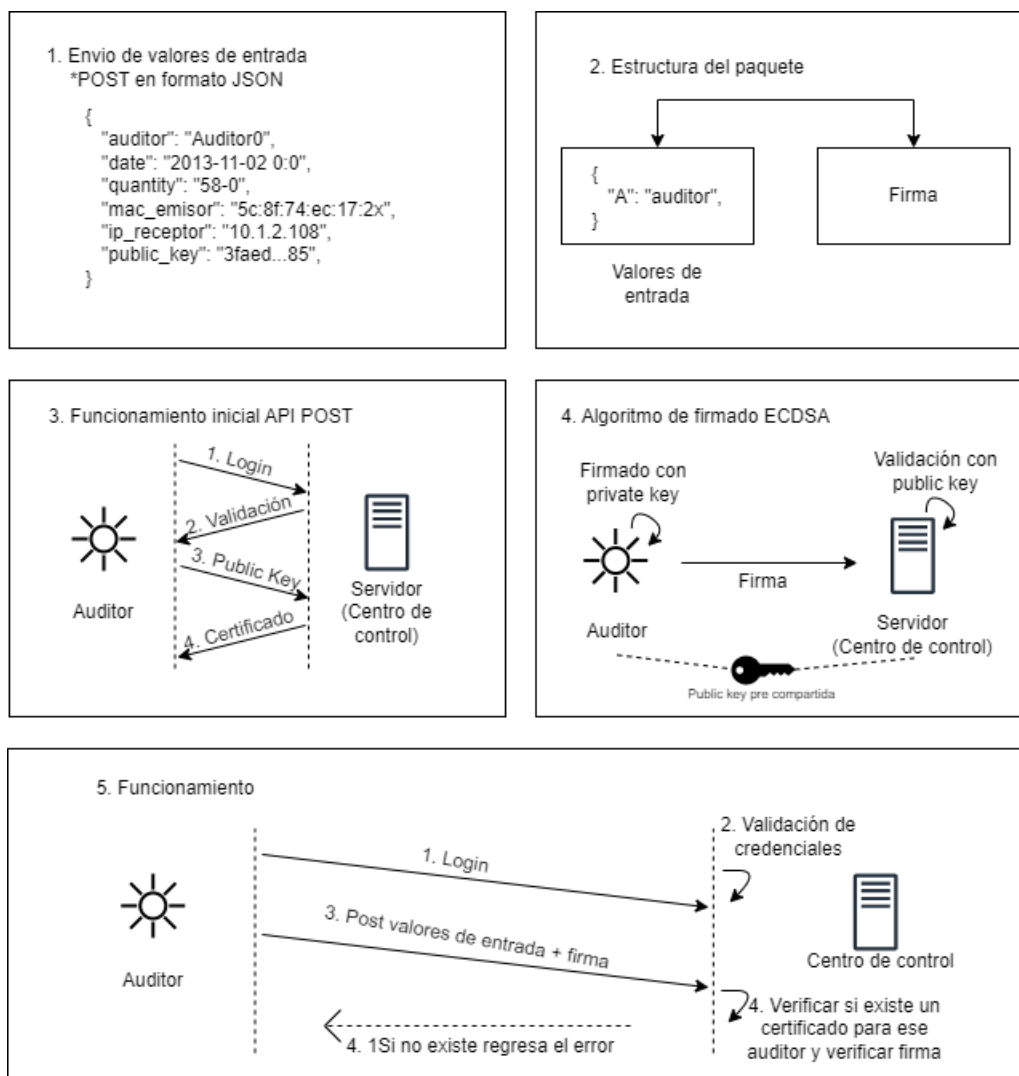 1. Envio de valores de entrada
*POST en formato JSON
{
"auditor": "Auditor0",
"date": "2013-11-02 0:0",
"quantity": "58-0",
"mac_emisor": "5c:8f:74:ec:17:2x",
"ip_receptor": "10.1.2.108",
"public_key": "3faed...85",
}
2. Estructura del paquete
{
"A": "auditor",
}
Firma
Valores de
entrada
3. Funcionamiento inicial API POST
1. Login
2. Validación
3. Public Key
4. Certificado
Auditor
Servidor
(Centro de
control)
4. Algoritmo de firmado ECDSA
Firmado con
private key
Validación con
public key
Firma
Auditor
Servidor
(Centro de control)
Public key pre compartida
5. Funcionamiento
1. Login
2. Validación de
credenciales
3. Post valores de entrada + firma
Auditor
Centro de control
4. Verificar si existe un
certificado para ese
auditor y verificar firma
4. 1Si no existe regresa el error